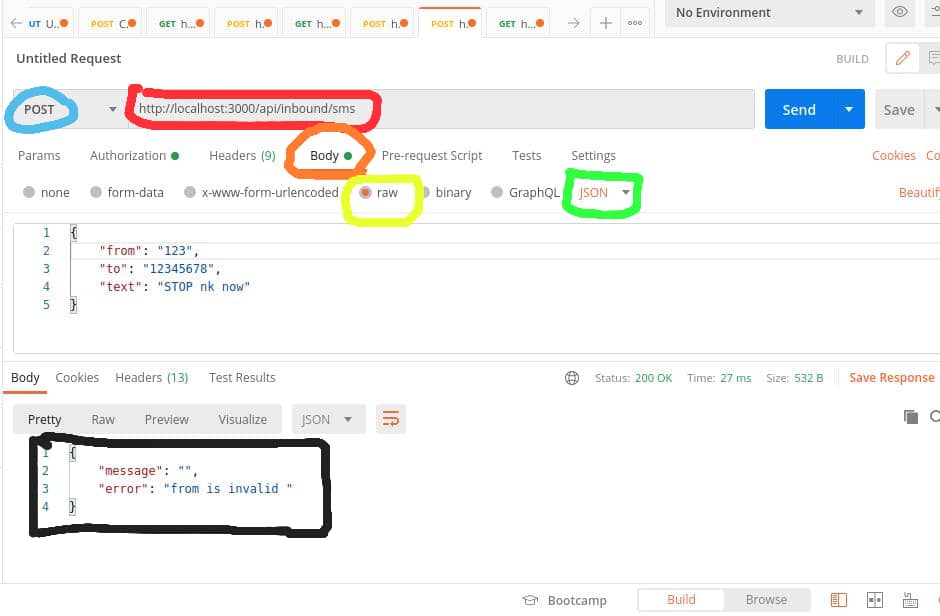 UT U... POST C. GET h... POST h. GET h... POST h. POST h. GET h... No Environment
Untitled Request BUILD
POST http://localhost:3000/api/inbound/sms Send Save
Params Authorization Headers (9) Body Pre-request Script Tests Settings Cookies Co
none form-data x-www-form-urlencoded raw binary GraphQL JSON Beautif
1 {
2 "from": "123",
3 "to": "12345678",
4 "text": "STOP nk now"
5 }
Body Cookies Headers (13) Test Results Status: 200 OK Time: 27 ms Size: 532 B Save Response
Pretty Raw Preview Visualize JSON
1 {
2 "message": "",
3 "error": "from is invalid "
4 }
Bootcamp Build Browse